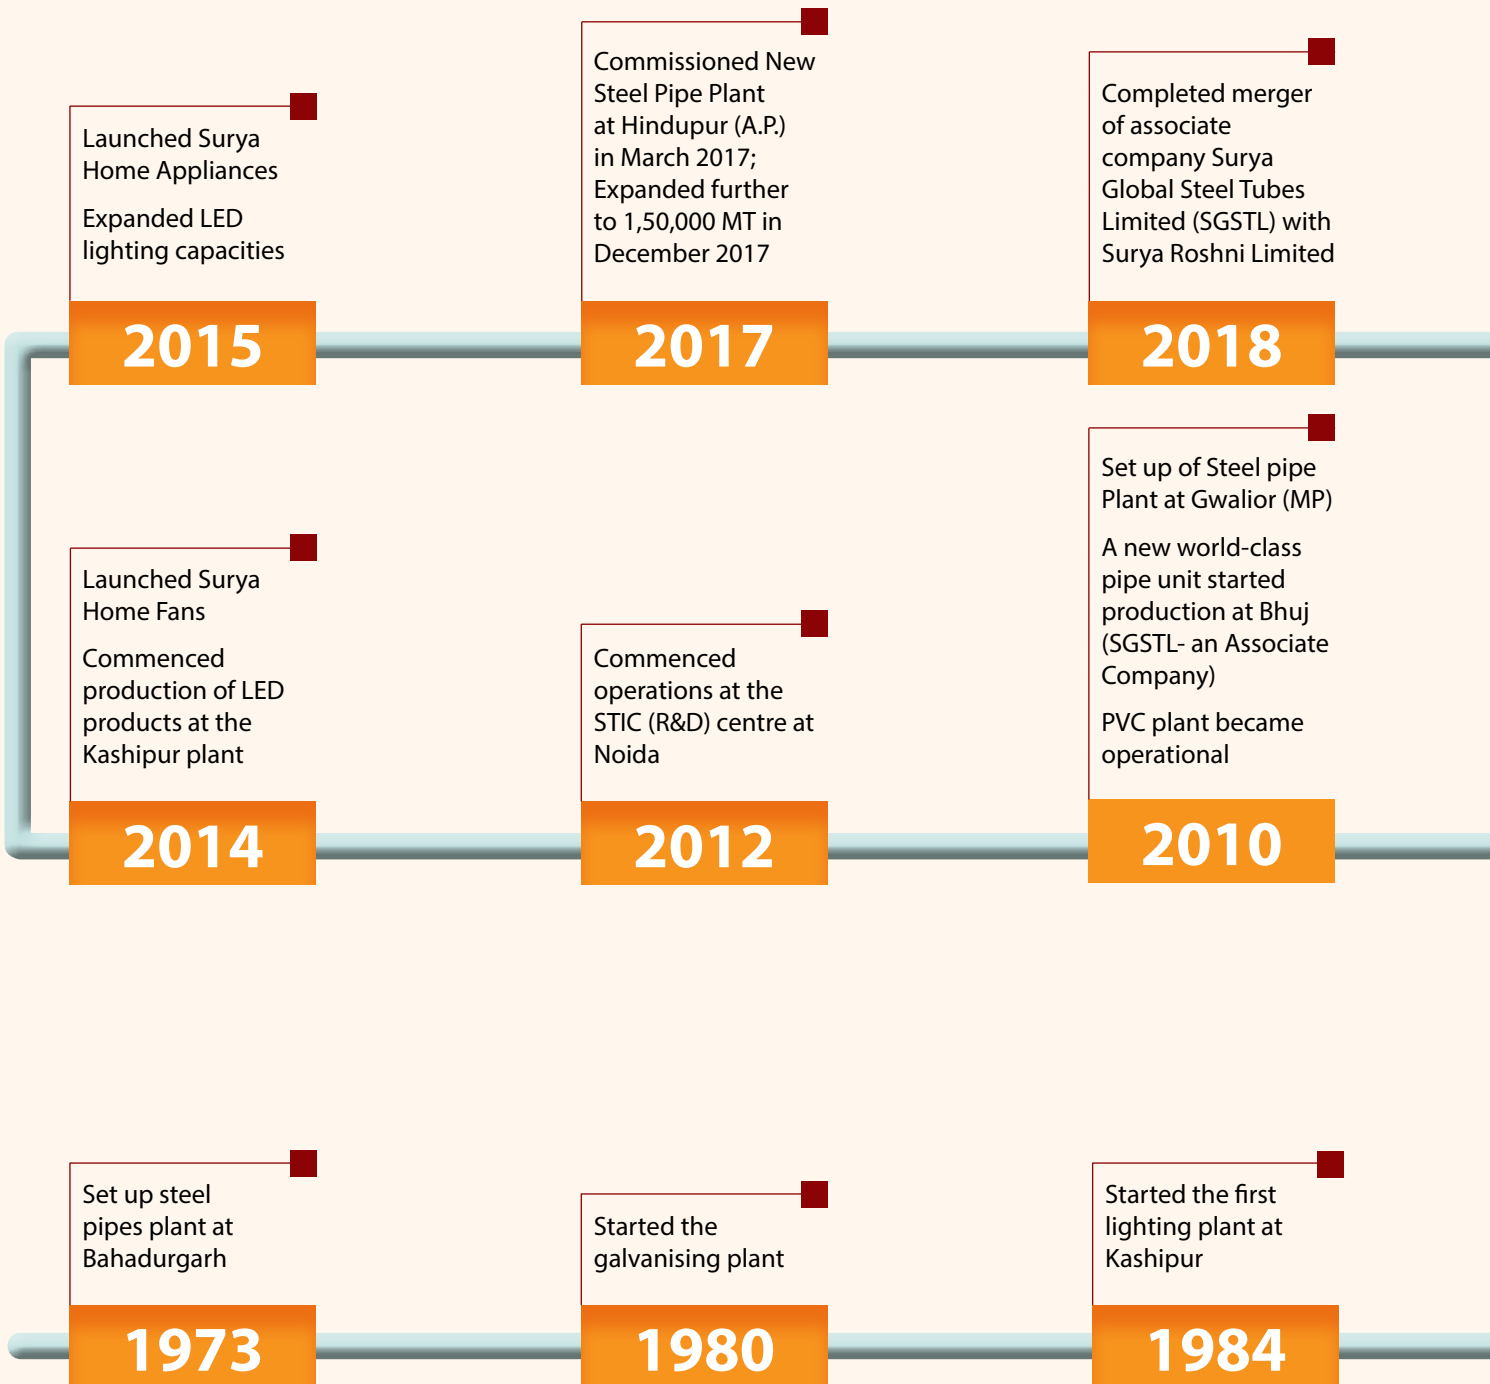 Launched Surya
Home Appliances
Expanded LED
lighting capacities
2015
Commissioned New
Steel Pipe Plant
at Hindupur (A.P.)
in March 2017;
Expanded further
to 1,50,000 MT in
December 2017
2017
Completed merger
of associate
company Surya
Global Steel Tubes
Limited (SGSTL) with
Surya Roshni Limited
2018
Launched Surya
Home Fans
Commenced
production of LED
products at the
Kashipur plant
2014
Commenced
operations at the
STIC (R&D) centre at
Noida
2012
Set up of Steel pipe
Plant at Gwalior (MP)
A new world-class
pipe unit started
production at Bhuj
(SGSTL- an Associate
Company)
PVC plant became
operational
2010
Set up steel
pipes plant at
Bahadurgarh
1973
Started the
galvanising plant
1980
Started the first
lighting plant at
Kashipur
1984